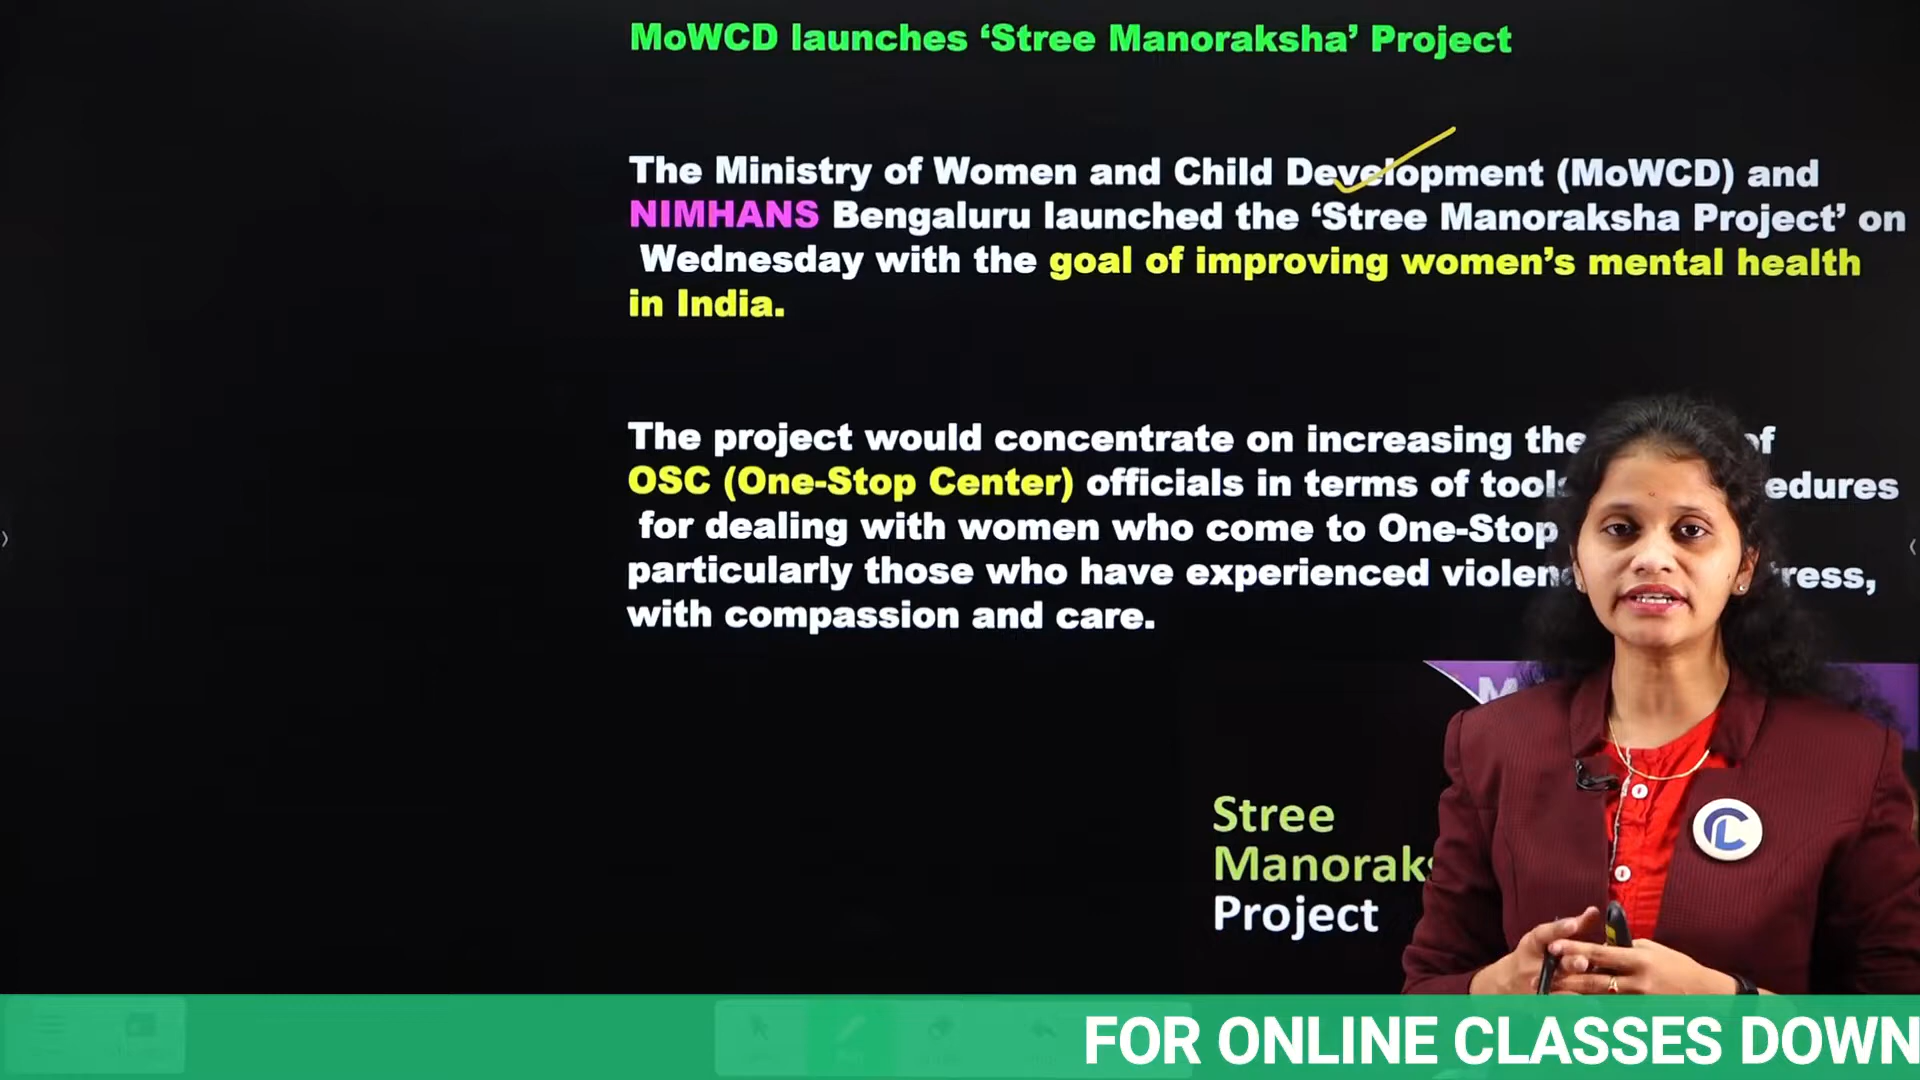 MoWCD launches ‘Stree Manoraksha’ Project
The Ministry of Women and Child Development (MoWCD) and
NIMHANS Bengaluru launched the ‘Stree Manoraksha Project’ on
Wednesday with the goal of improving women’s mental health
in India.
The project would concentrate on increasing the of
OSC (One-Stop Center) officials in terms of
for dealing with women who come to One-Stop
particularly those who have experienced
with compassion and care.
Stree
Project
FOR ONLINE CLASSES DOWN